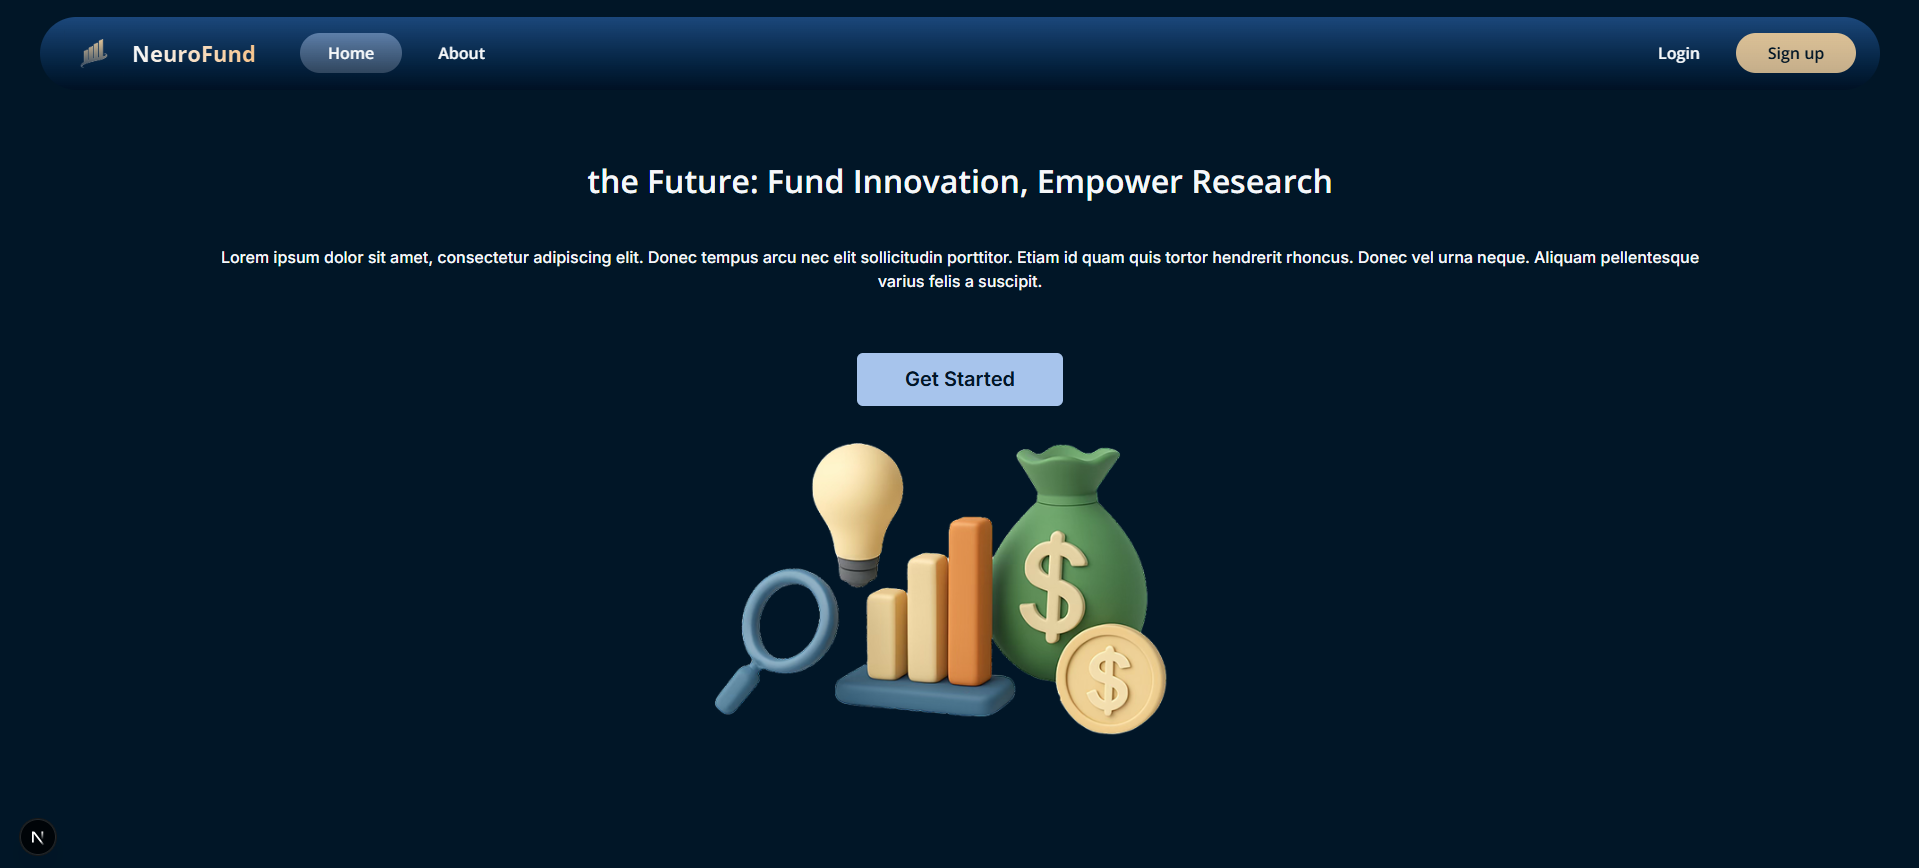 NeuroFund
Home
About
Login
Sign up
the Future: Fund Innovation, Empower Research
Lorem ipsum dolor sit amet, consectetur adipiscing elit. Donec tempus arcu nec elit sollicitudin porttitor. Etiam id quam quis tortor hendrerit rhoncus. Donec vel urna neque. Aliquam pellentesque
varius felis a suscipit.
Get Started
$
$
N